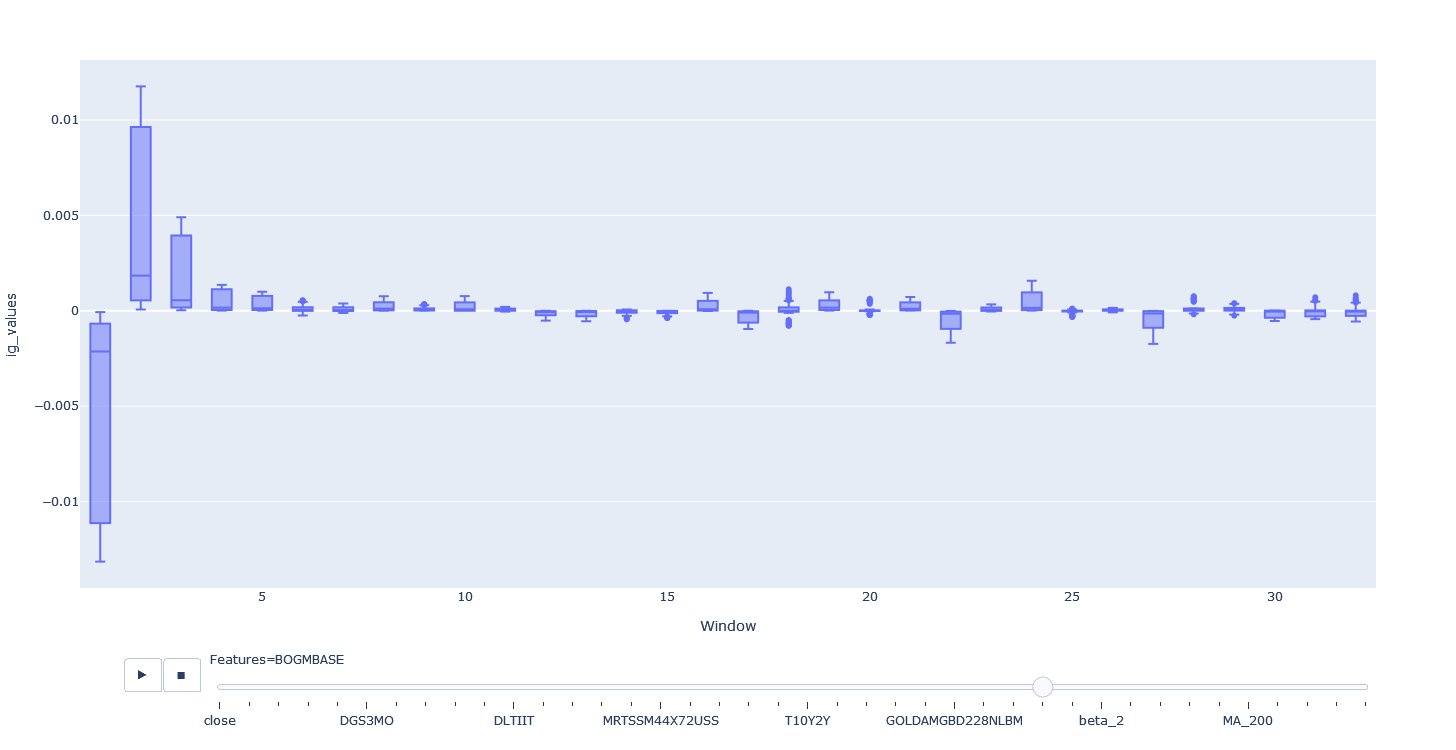 0.01
0.005
0
−0.005
−0.01
ig_values
5 10 15 20 25 30
Window
Features=BOGMBASE
close DGS3MO DLTIIT MRTSSM44X72USS T10Y2Y GOLDAMGBD228NLBM beta_2 MA_200